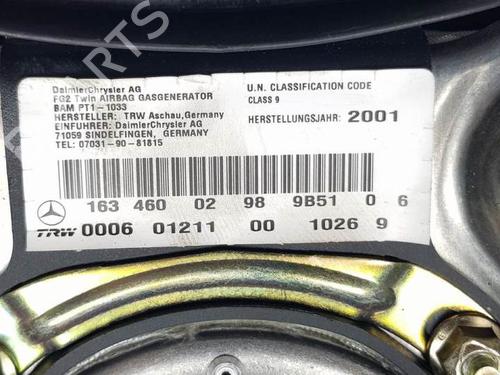 DaimlerChrysler AG
FG2 Twin AIRBAG GASGENERATOR
BAM PT1-1033
HERSTELLER: TRW Aschau,Germany
EINFUHRER: DaimlerChrysler AG
71059 SINDELFINGEN, GERMANY
TEL: 07031-90-81815
U.N. CLASSIFICATION CODE
CLASS 9
HERSTELLUNGSJAHR: 2001
163 460 02 98 9B51 0 6
TRW 0006 01211 00 1026 9